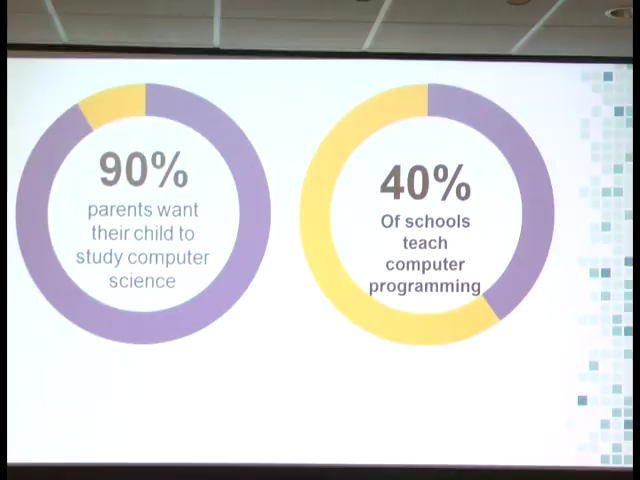 90%
parents want
their child to
study computer
science
40%
Of schools
teach
computer
programming